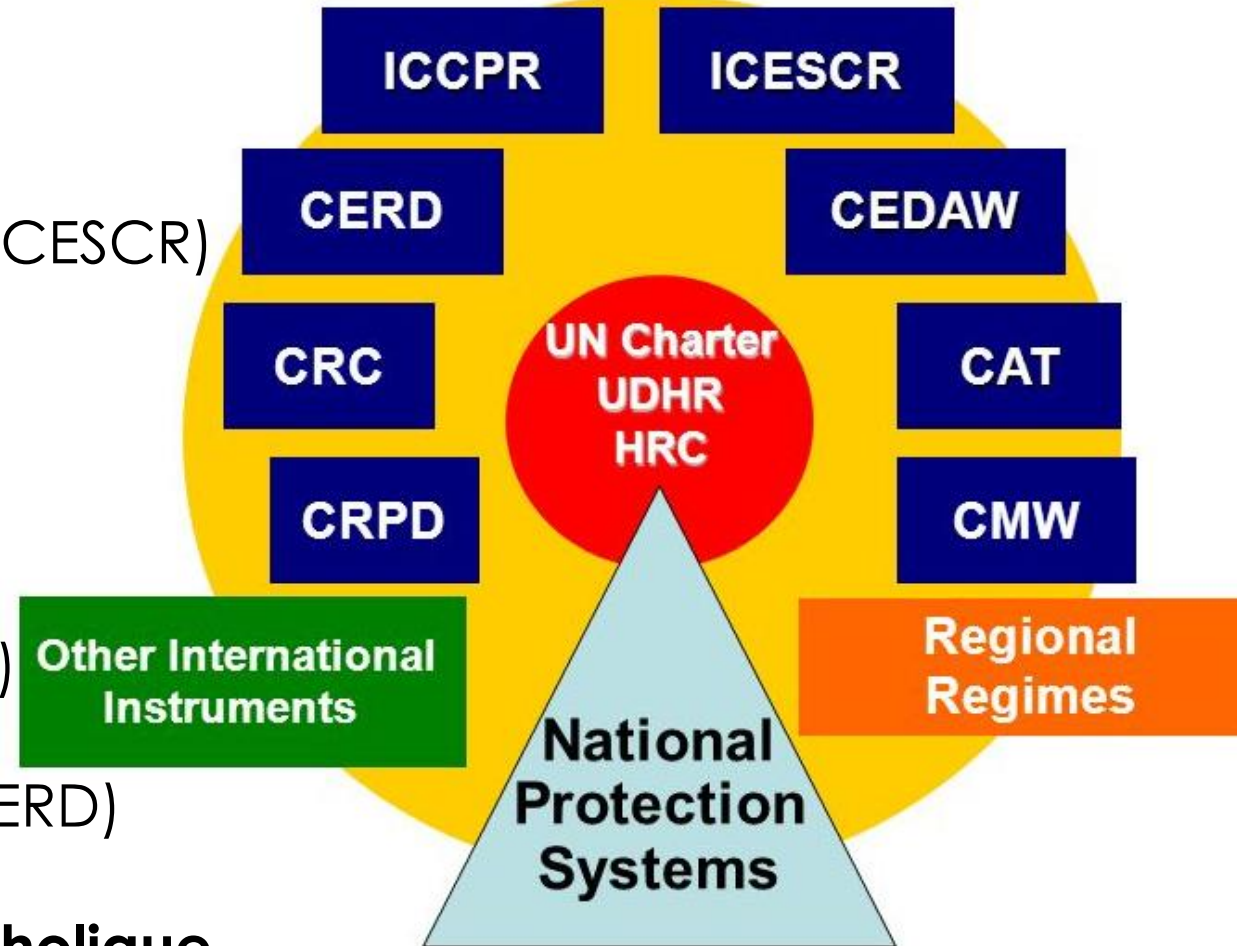 ICCPR
ICESCR
CERD
CEDAW
CESCR)
UN Charter
UDHR
HRC
CRC
CAT
CRPD
CMW
)
Other International
Instruments
Regional
Regimes
National
Protection
Systems
ERD)